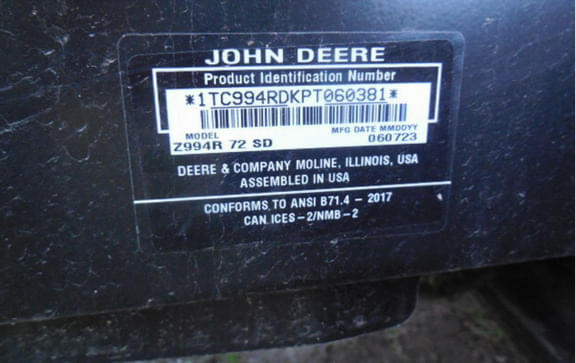 JOHN DEERE
Product Identification Number
*1TC994RDKPT060381*
MODEL MFG DATE MMDDYY
Z994R 72 SD 060723
DEERE & COMPANY MOLINE, ILLINOIS, USA
ASSEMBLED IN USA
CONFORMS TO ANSI B71.4 - 2017
CAN ICES-2/NMB-2